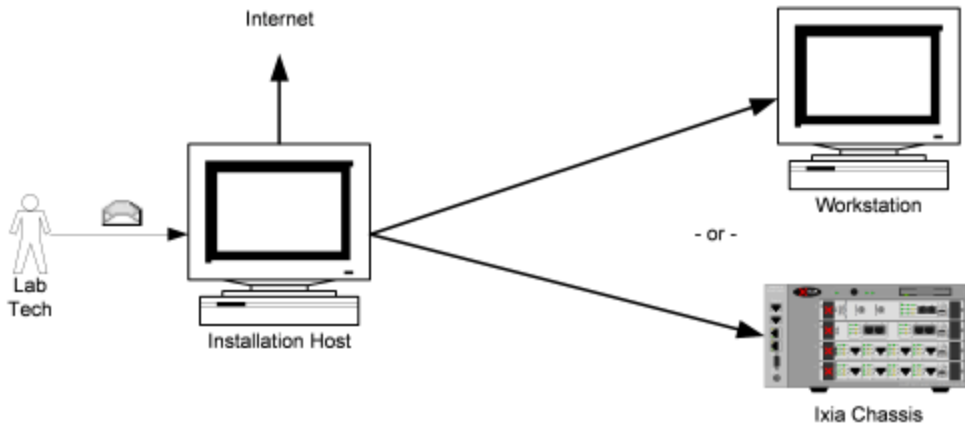 Internet
Workstation
- or -
Lab
Tech
Installation Host
Ixia Chassis